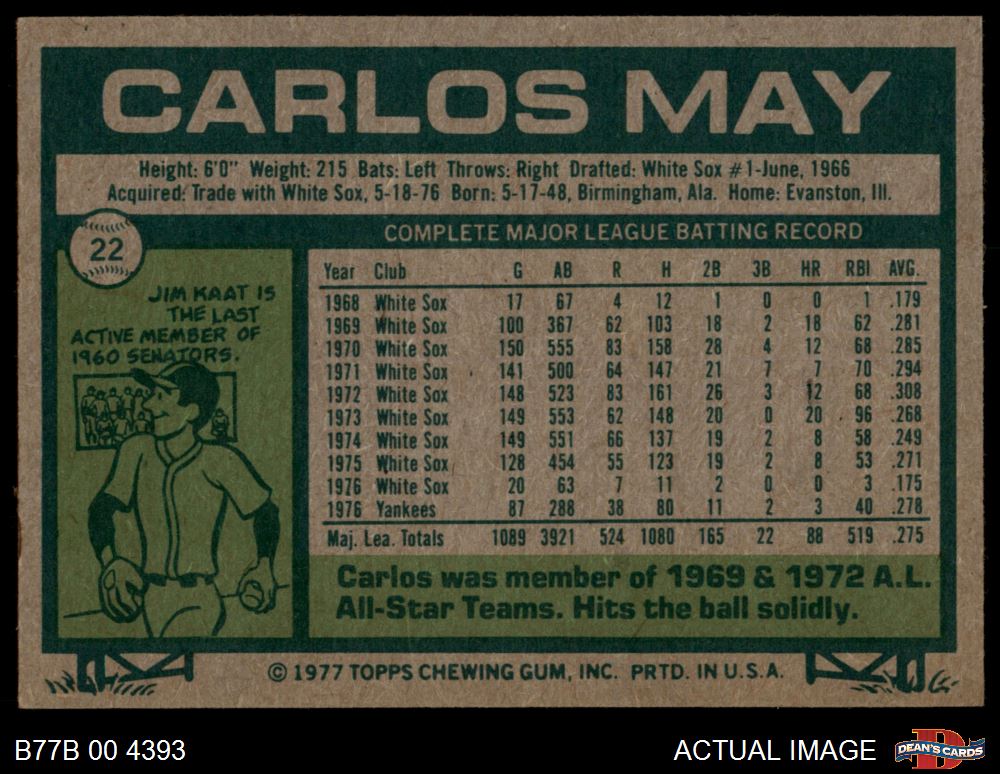 CARLOS MAY
Height: 6'0" Weight: 215 Bats: Left Throws: Right Drafted: White Sox #1-June, 1966
Acquired: Trade with White Sox, 5-18-76 Born: 5-17-48, Birmingham, Ala. Home: Evanston, Ill.
22
JIM KAAT IS
THE LAST
ACTIVE MEMBER OF
1960 SENATORS.
COMPLETE MAJOR LEAGUE BATTING RECORD
Year Club G AB R H 2B 3B HR RBI AVG.
1968 White Sox 17 67 4 12 1 0 0 1 .179
1969 White Sox 100 367 62 103 18 2 18 62 .281
1970 White Sox 150 555 83 158 28 4 12 68 .285
1971 White Sox 141 500 64 147 21 7 7 70 .294
1972 White Sox 148 523 83 161 26 3 12 68 .308
1973 White Sox 149 553 62 148 20 0 20 96 .268
1974 White Sox 149 551 66 137 19 2 8 58 .249
1975 White Sox 128 454 55 123 19 2 8 53 .271
1976 White Sox 20 63 7 11 2 0 0 3 .175
1976 Yankees 87 288 38 80 11 2 3 40 .278
Maj. Lea. Totals 1089 3921 524 1080 165 22 88 519 .275
Carlos was member of 1969 & 1972 A.L.
All-Star Teams. Hits the ball solidly.
© 1977 TOPPS CHEWING GUM, INC. PRTD. IN U.S.A.
B77B 00 4393
ACTUAL IMAGE
DEAN'S CARDS